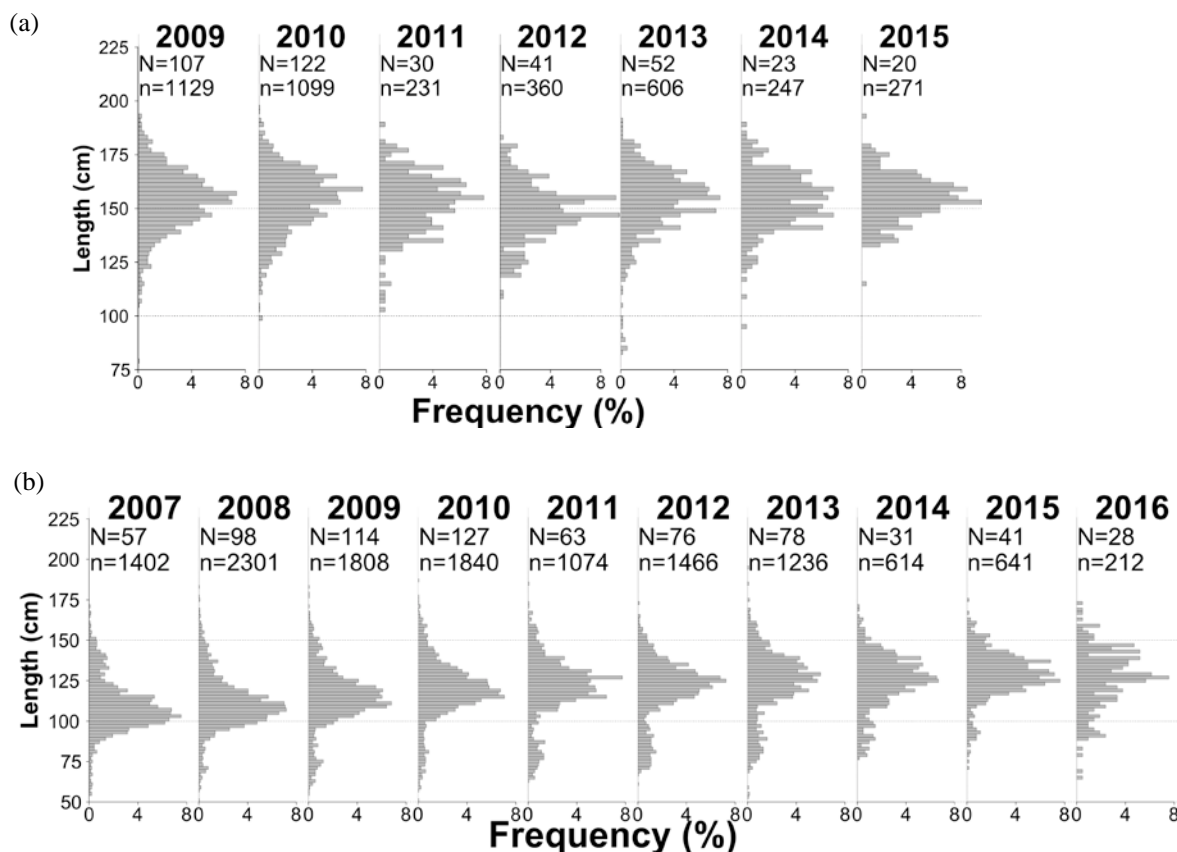 (a)
2009 2010 2011 2012 2013 2014 2015
N=107 N=122 N=30 N=41 N=52 N=23 N=20
n=1129 n=1099 n=231 n=360 n=606 n=247 n=271
225
200
175
150
125
100
75
Length (cm)
0 4 8 0 4 8 0 4 8 0 4 8 0 4 8 0 4 8 0 4 8
Frequency (%)
(b)
2007 2008 2009 2010 2011 2012 2013 2014 2015 2016
N=57 N=98 N=114 N=127 N=63 N=76 N=78 N=31 N=41 N=28
n=1402 n=2301 n=1808 n=1840 n=1074 n=1466 n=1236 n=614 n=641 n=212
225
200
175
150
125
100
75
50
Length (cm)
0 4 8 0 4 8 0 4 8 0 4 8 0 4 8 0 4 8 0 4 8 0 4 8 0 4 8 0 4 8
Frequency (%)